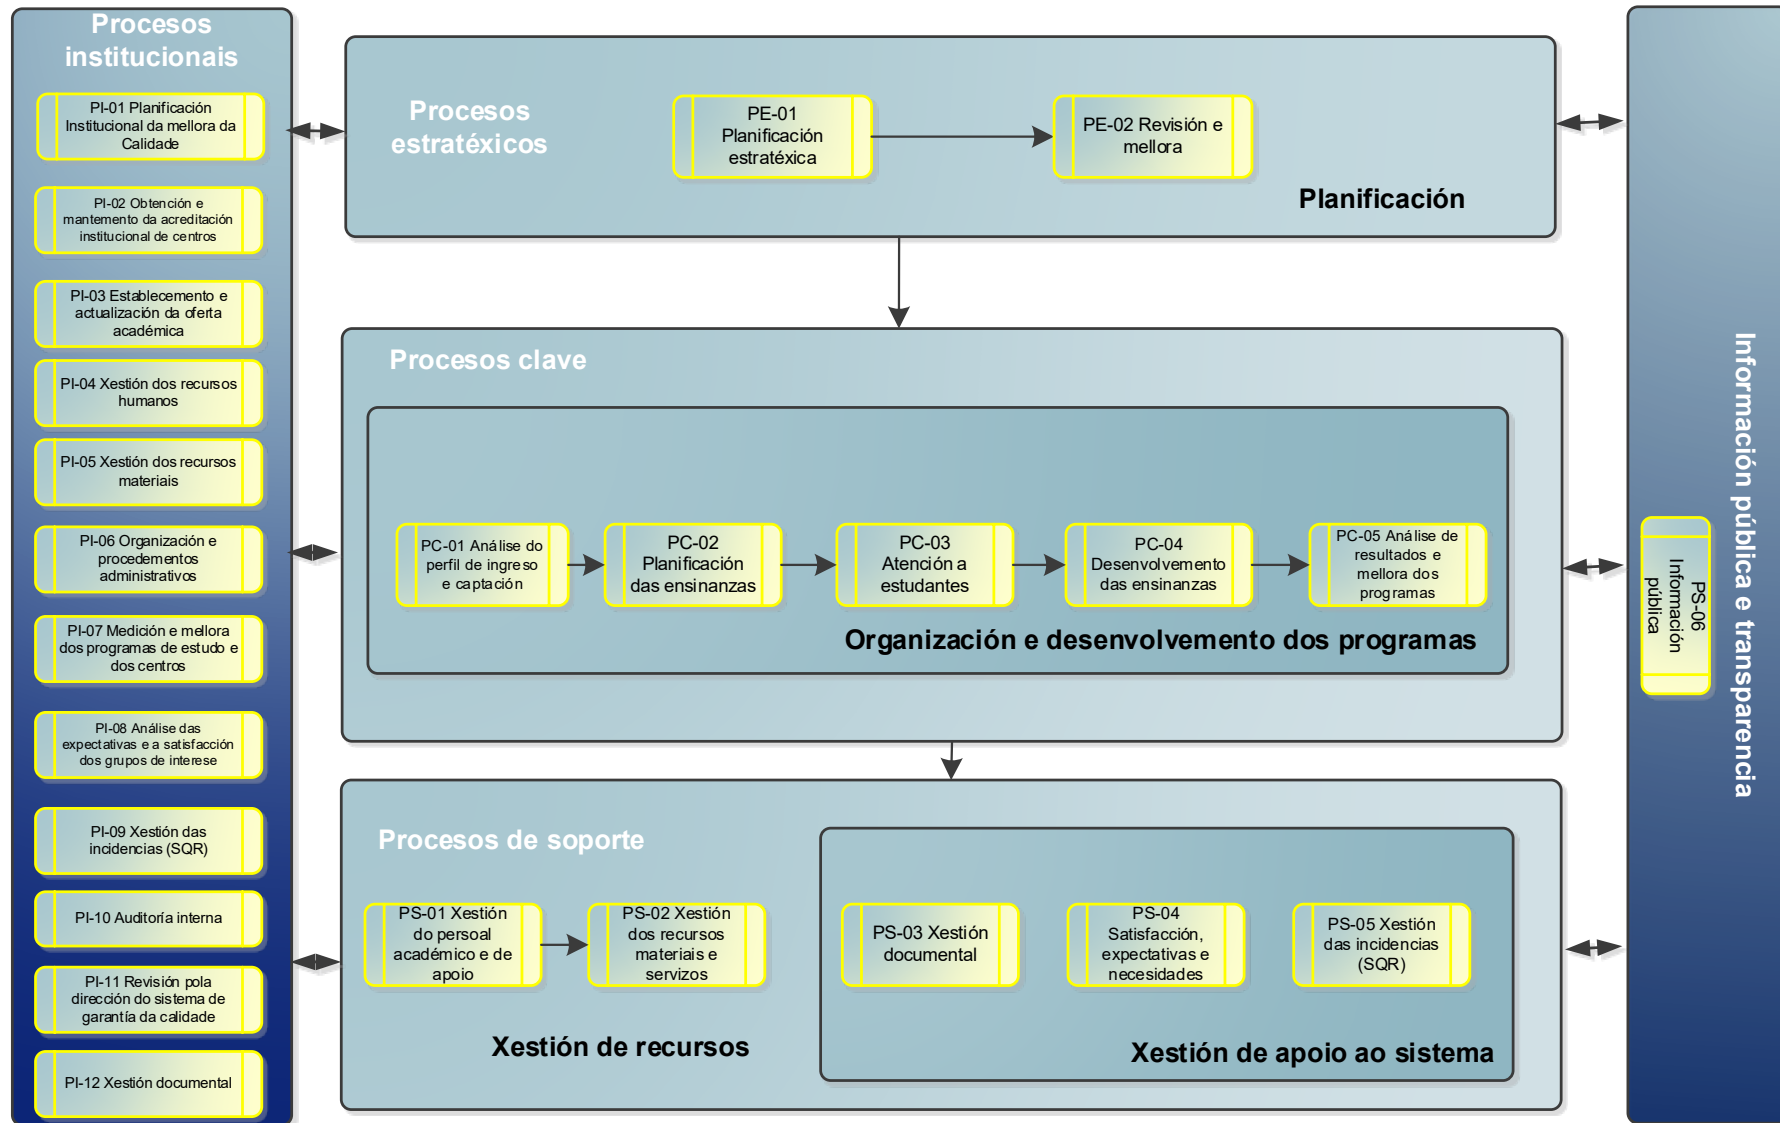 Procesos
institucionais
PI-01 Planificación
Institucional da mellora da
Calidade
PI-02 Obtención e
mantemento da acreditación
institucional de centros
PI-03 Establecemento e
actualización da oferta
académica
PI-04 Xestión dos recursos
humanos
PI-05 Xestión dos recursos
materiais
PI-06 Organización e
procedementos
administrativos
PI-07 Medición e mellora
dos programas de estudo e
dos centros
PI-08 Análise das
expectativas e a satisfacción
dos grupos de interese
PI-09 Xestión das
incidencias (SQR)
PI-10 Auditoría interna
PI-11 Revisión pola
dirección do sistema de
garantía da calidade
PI-12 Xestión documental
Procesos
estratéxicos
PE-01
Planificación
estratéxica
PE-02 Revisión e
mellora
Planificación
Procesos clave
PC-01 Análise do
perfil de ingreso
e captación
PC-02
Planificación
das ensinanzas
PC-03
Atención a
estudantes
PC-04
Desenvolvemento
das ensinanzas
PC-05 Análise de
resultados e
mellora dos
programas
Organización e desenvolvemento dos programas
Procesos de soporte
PS-01 Xestión
do persoal
académico e de
apoio
PS-02 Xestión
dos recursos
materiais e
servizos
Xestión de recursos
PS-03 Xestión
documental
PS-04
Satisfacción,
expectativas e
necesidades
PS-05 Xestión
das incidencias
(SQR)
Xestión de apoio ao sistema
Información pública e transparencia
PS-06
Información
pública